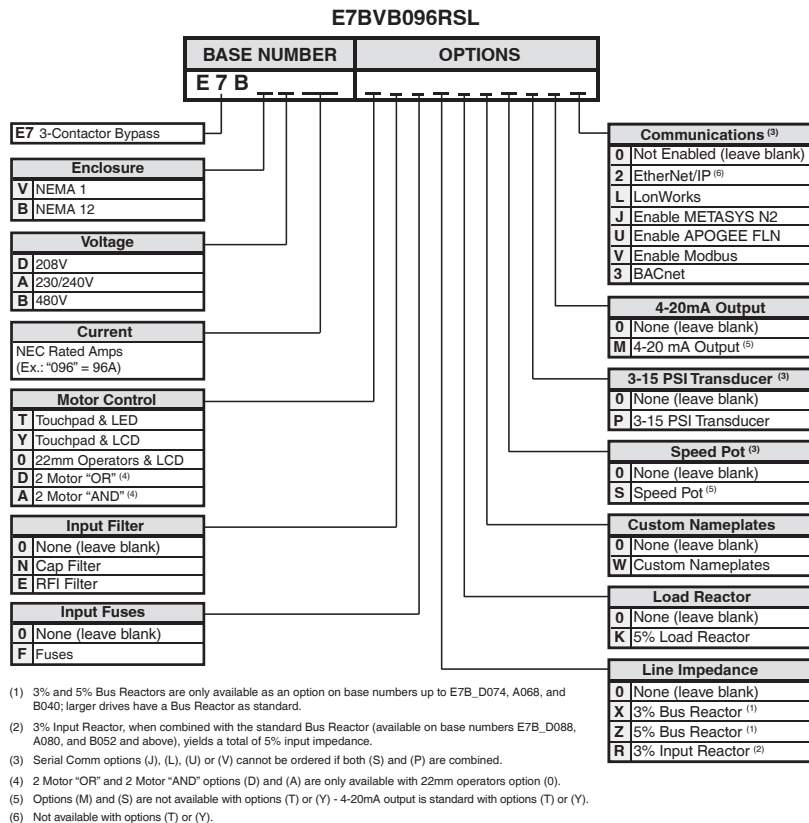 E7BVB096RSL
BASE NUMBER
OPTIONS
E 7 B
E7 3-Contactor Bypass
Enclosure
V NEMA 1
B NEMA 12
Voltage
D 208V
A 230/240V
B 480V
Current
NEC Rated Amps
(Ex.: “096” = 96A)
Motor Control
T Touchpad & LED
Y Touchpad & LCD
0 22mm Operators & LCD
D 2 Motor “OR” (4)
A 2 Motor “AND” (4)
Input Filter
0 None (leave blank)
N Cap Filter
E RFI Filter
Input Fuses
0 None (leave blank)
F Fuses
Communications (3)
0 Not Enabled (leave blank)
2 EtherNet/IP (6)
L LonWorks
J Enable METASYS N2
U Enable APOGEE FLN
V Enable Modbus
3 BACnet
4-20mA Output
0 None (leave blank)
M 4-20 mA Output (5)
3-15 PSI Transducer (3)
0 None (leave blank)
P 3-15 PSI Transducer
Speed Pot (3)
0 None (leave blank)
S Speed Pot (5)
Custom Nameplates
0 None (leave blank)
W Custom Nameplates
Load Reactor
0 None (leave blank)
K 5% Load Reactor
Line Impedance
0 None (leave blank)
X 3% Bus Reactor (1)
Z 5% Bus Reactor (1)
R 3% Input Reactor (2)
(1) 3% and 5% Bus Reactors are only available as an option on base numbers up to E7B_D074, A068, and
B040; larger drives have a Bus Reactor as standard.
(2) 3% Input Reactor, when combined with the standard Bus Reactor (available on base numbers E7B_D088,
A080, and B052 and above), yields a total of 5% input impedance.
(3) Serial Comm options (J), (L), (U) or (V) cannot be ordered if both (S) and (P) are combined.
(4) 2 Motor “OR” and 2 Motor “AND” options (D) and (A) are only available with 22mm operators option (0).
(5) Options (M) and (S) are not available with options (T) or (Y) - 4-20mA output is standard with options (T) or (Y).
(6) Not available with options (T) or (Y).